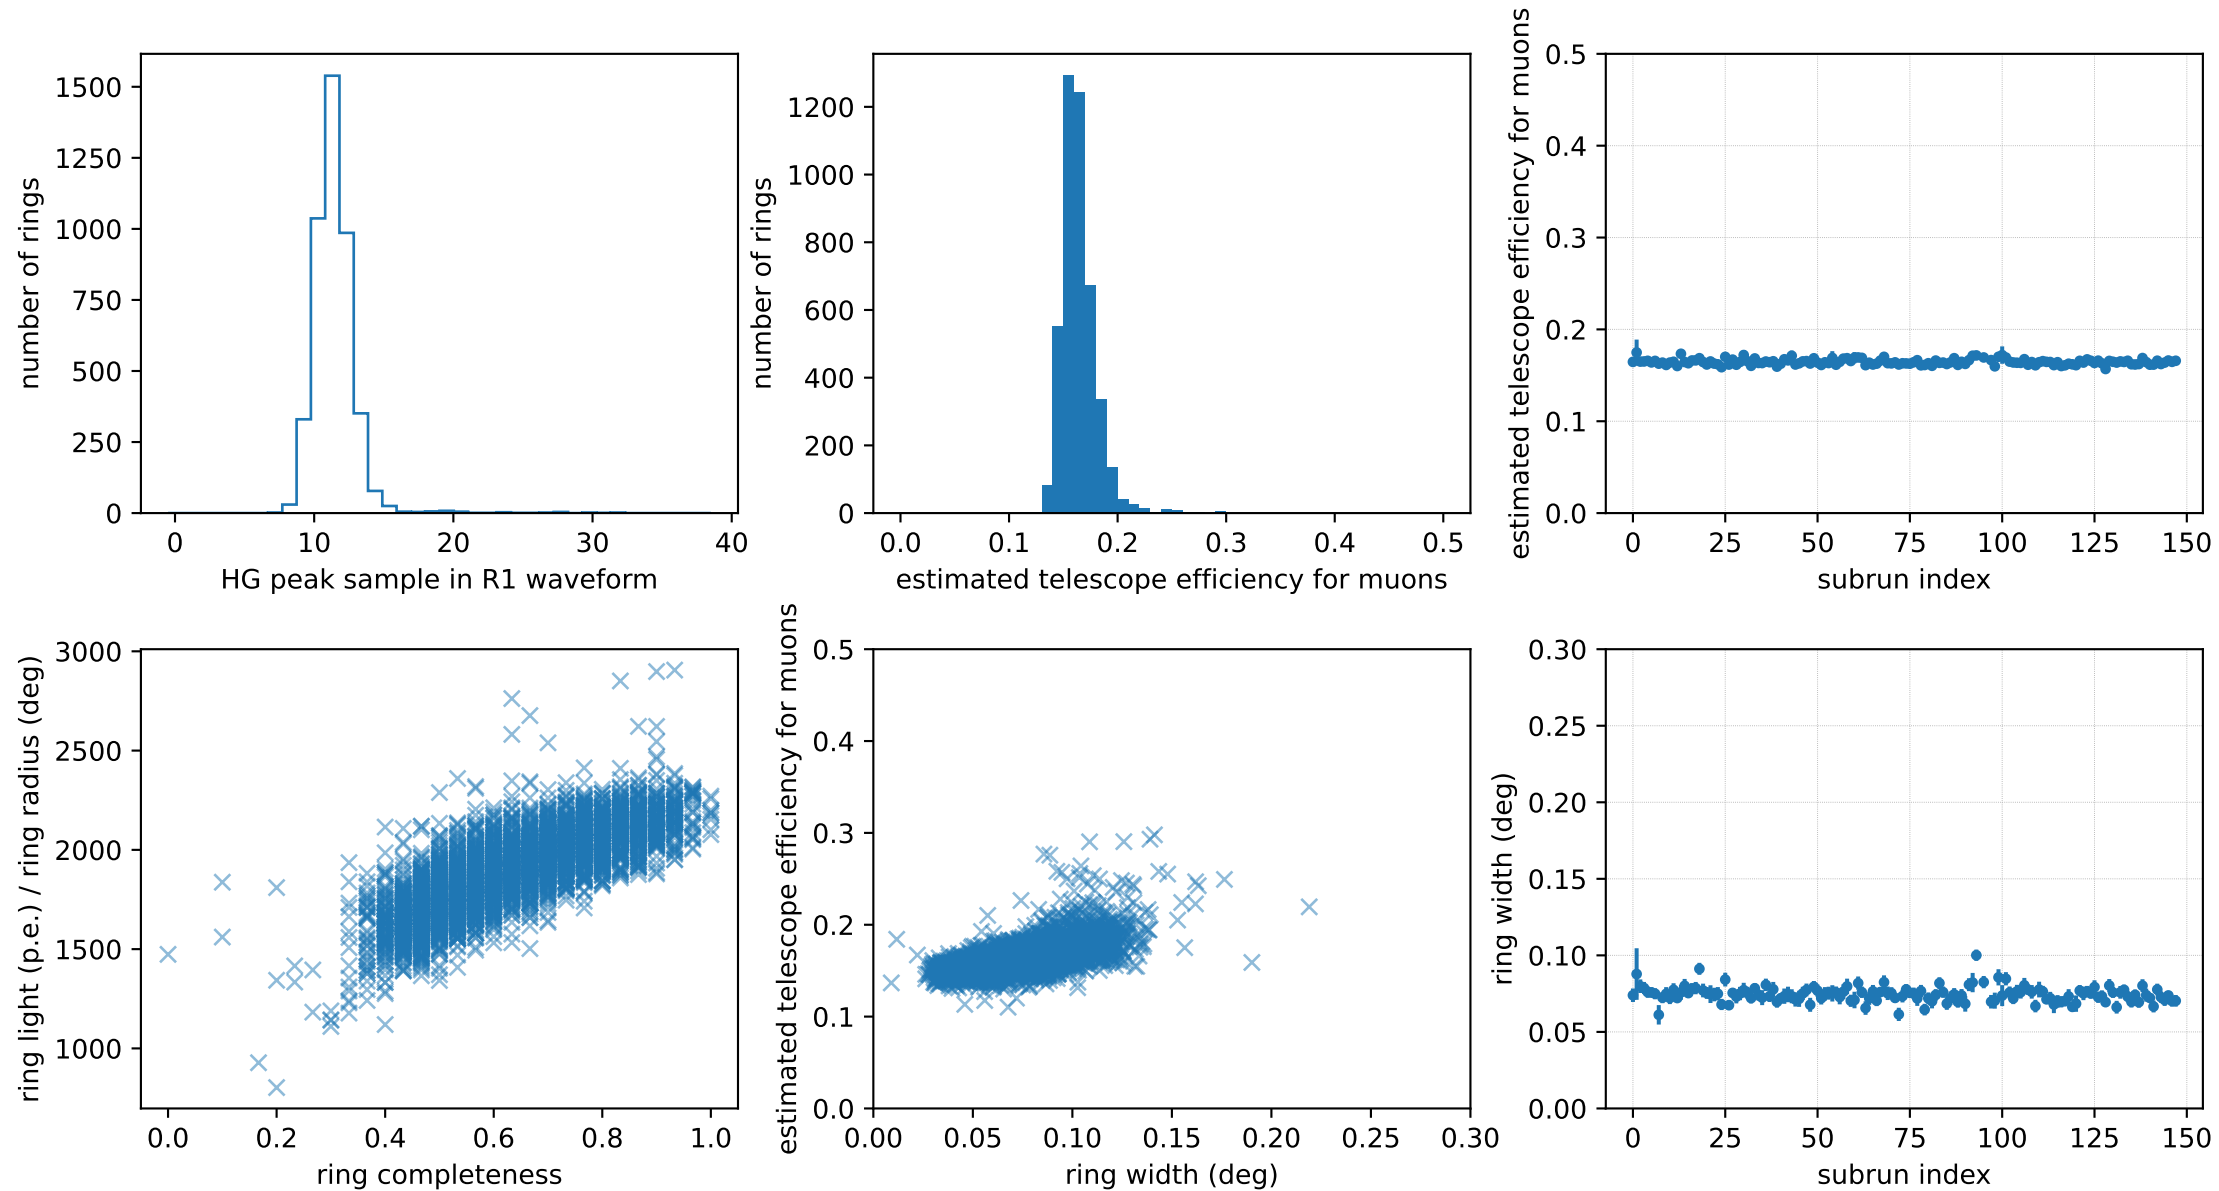 number of rings
1500
1250
1000
750
500
250
0
0 10 20 30 40
HG peak sample in R1 waveform
number of rings
1200
1000
800
600
400
200
0
0.0 0.1 0.2 0.3 0.4 0.5
estimated telescope efficiency for muons
estimated telescope efficiency for muons
0.5
0.4
0.3
0.2
0.1
0.0
0 25 50 75 100 125 150
subrun index
ring light (p.e.) / ring radius (deg)
3000
2500
2000
1500
1000
0.0 0.2 0.4 0.6 0.8 1.0
ring completeness
estimated telescope efficiency for muons
0.5
0.4
0.3
0.2
0.1
0.0
0.00 0.05 0.10 0.15 0.20 0.25 0.30
ring width (deg)
ring width (deg)
0.30
0.25
0.20
0.15
0.10
0.05
0.00
0 25 50 75 100 125 150
subrun index